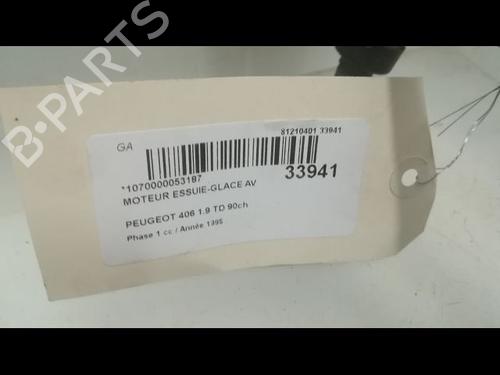 B-PARTS
GA
81210401 33941
*1070000053187
33941
MOTEUR ESSUIE-GLACE AV
PEUGEOT 406 1.9 TD 90ch
Phase 1 cc / Année 1995